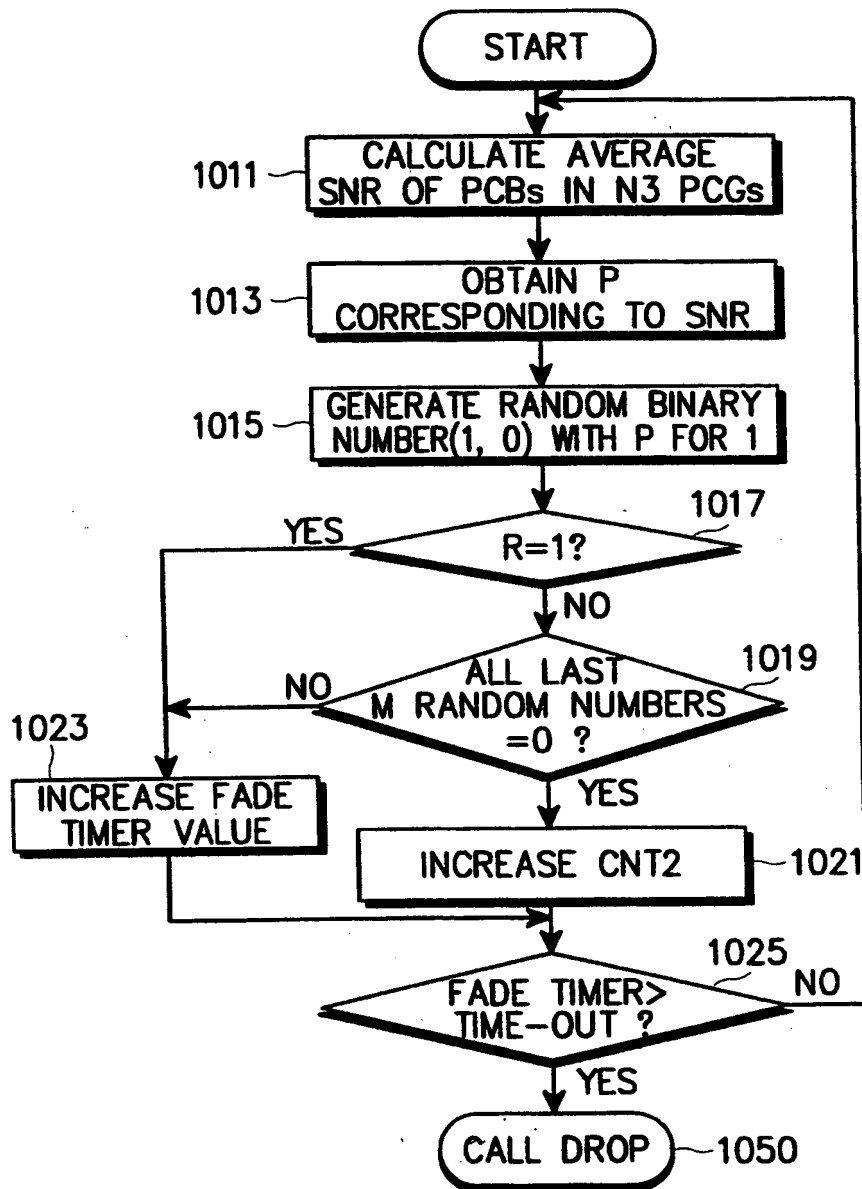 START
1011
CALCULATE AVERAGE
SNR OF PCBs IN N3 PCGs
1013
OBTAIN P
CORRESPONDING TO SNR
1015
GENERATE RANDOM BINARY
NUMBER(1, 0) WITH P FOR 1
1017
YES
R=1?
NO
1019
NO
ALL LAST
M RANDOM NUMBERS
=0 ?
YES
1023
INCREASE FADE
TIMER VALUE
INCREASE CNT2
1021
1025
NO
FADE TIMER>
TIME-OUT ?
YES
CALL DROP
1050